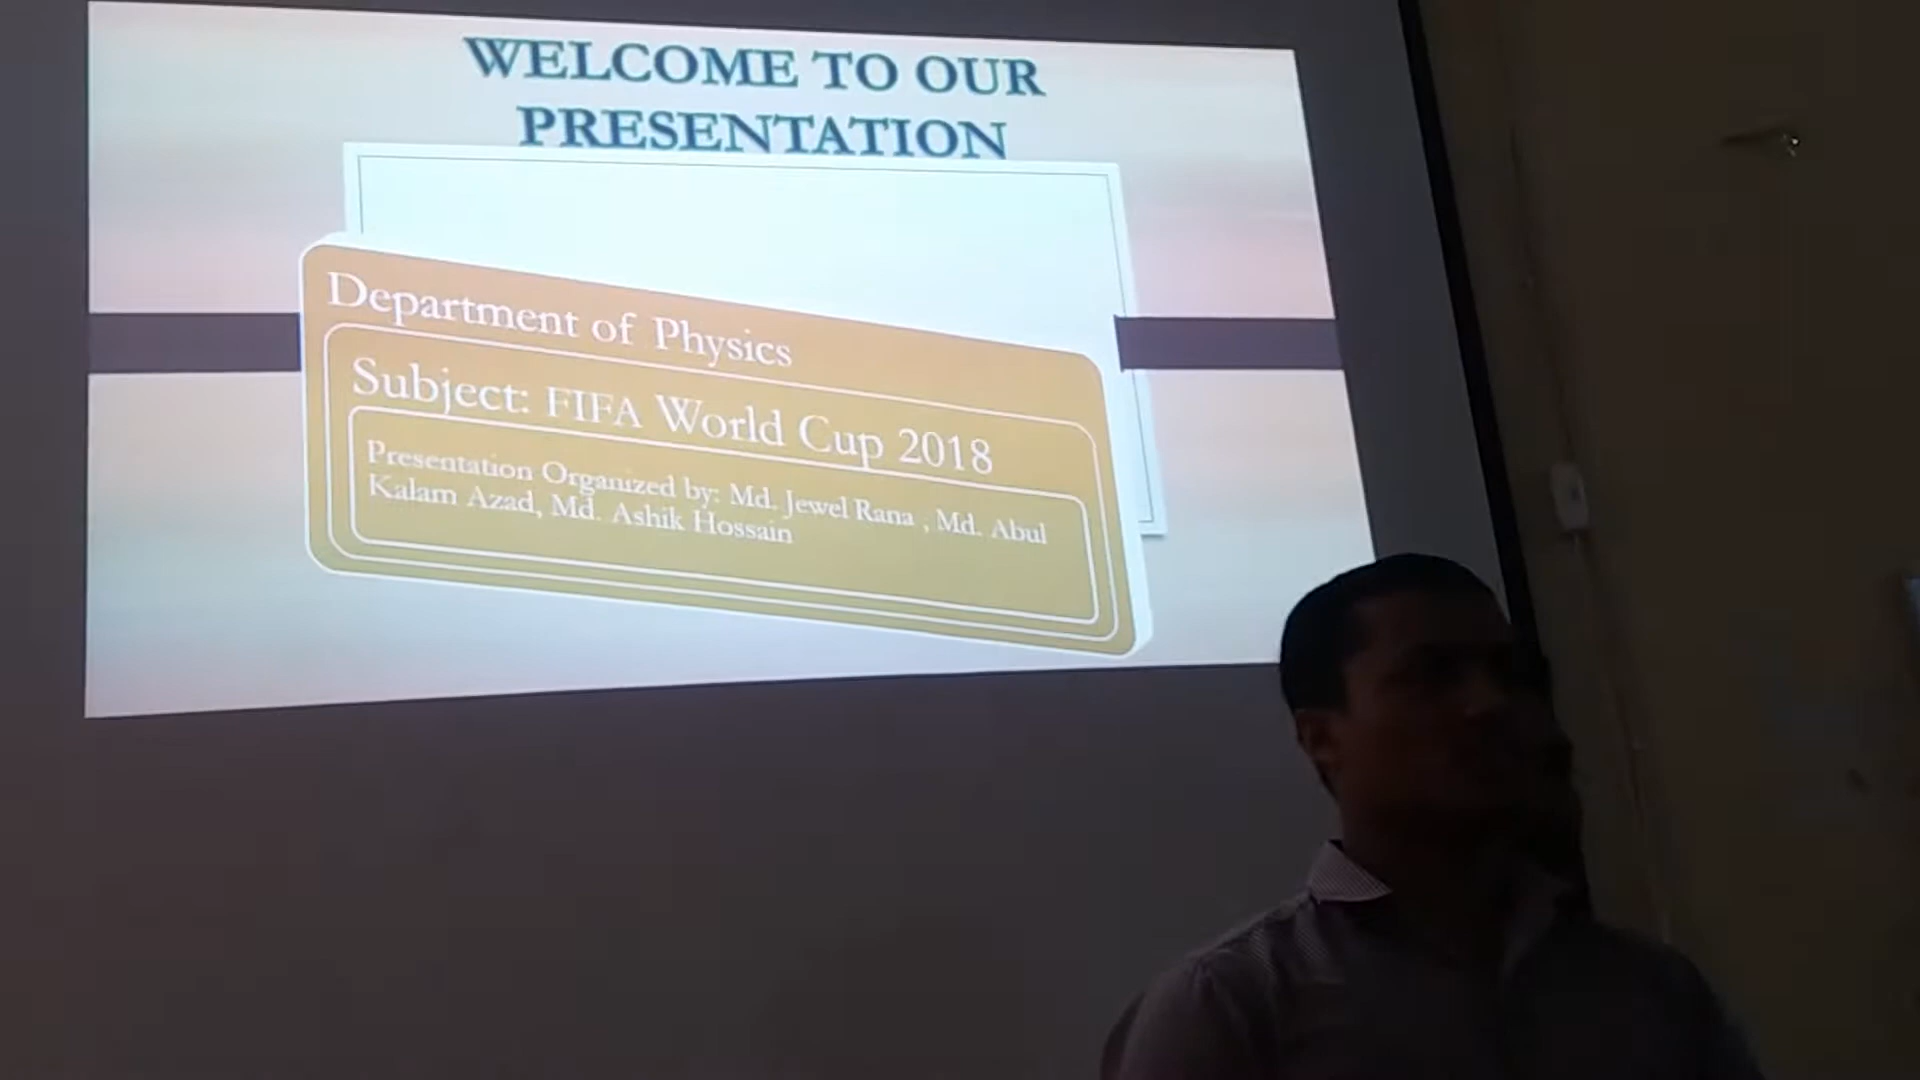 WELCOME TO OUR
PRESENTATION
Department of Physics
Subject: FIFA World Cup 2018
Presentation Organized by: Md. Jewel Rana , Md. Abul
Kalam Azad, Md. Ashik Hossain